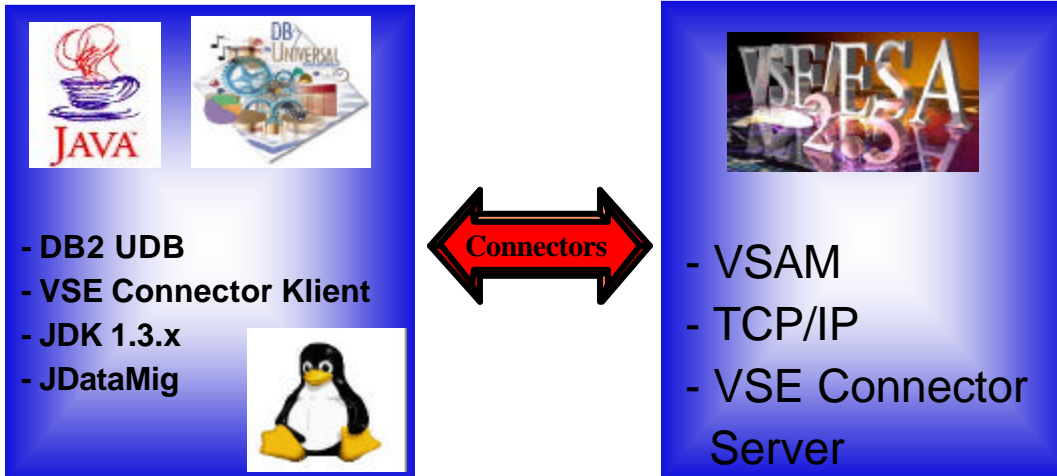 JAVA
DB2
UNIVERSAL
- DB2 UDB
- VSE Connector Klient
- JDK 1.3.x
- JDataMig
Connectors
VSE/ESA
2.5
- VSAM
- TCP/IP
- VSE Connector
Server